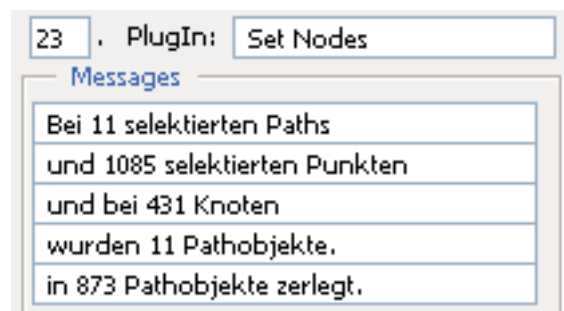 23 . PlugIn: Set Nodes
Messages
Bei 11 selektierten Paths
und 1085 selektierten Punkten
und bei 431 Knoten
wurden 11 Pathobjekte.
in 873 Pathobjekte zerlegt.